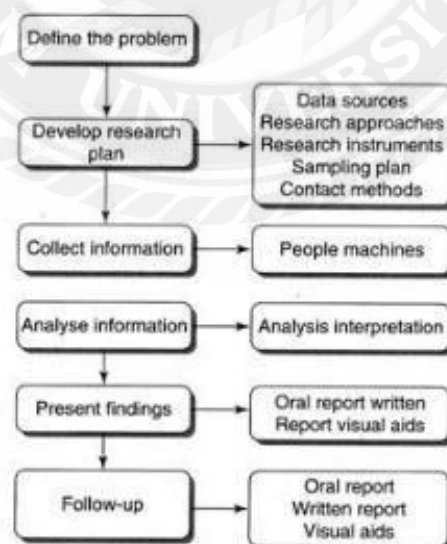 Define the problem
Develop research
plan
Data sources
Research approaches
Research instruments
Sampling plan
Contact methods
Collect information
People machines
Analyse information
Analysis interpretation
Present findings
Oral report written
Report visual aids
Follow-up
Oral report
Written report
Visual aids